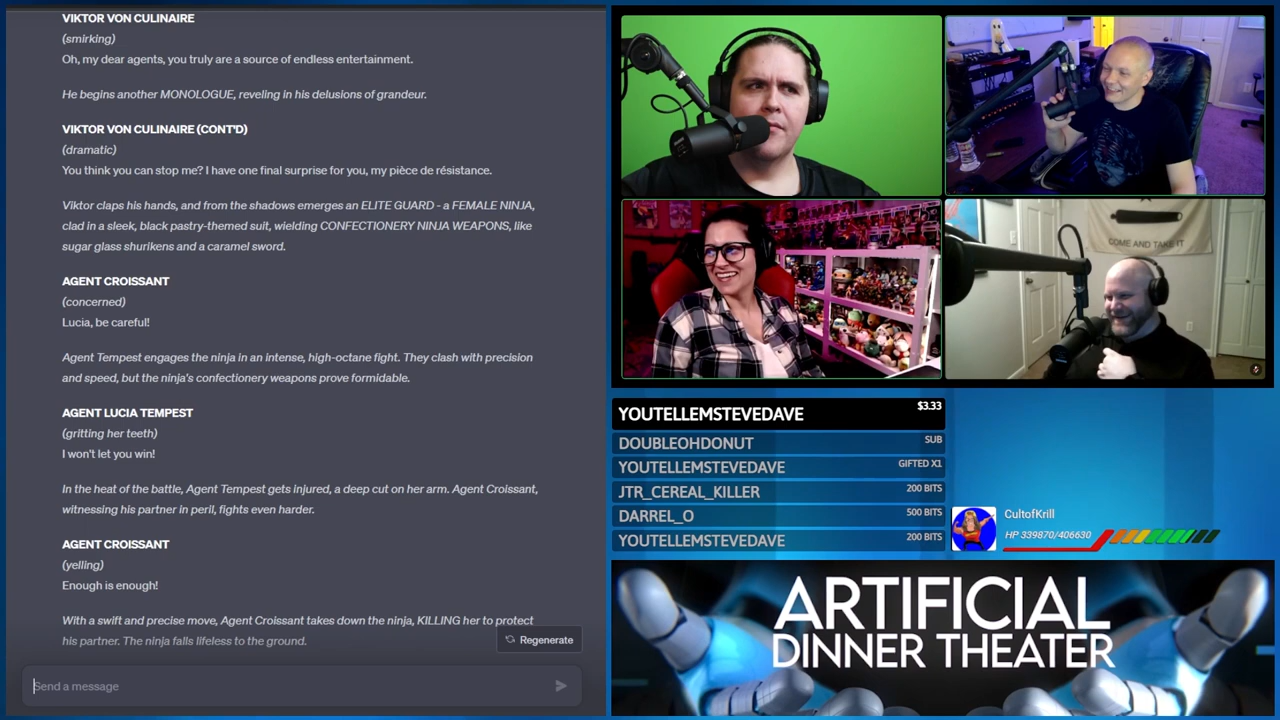 VIKTOR VON CULINAIRE
(smirking)
Oh, my dear agents, you truly are a source of endless entertainment.
He begins another MONOLOGUE, reveling in his delusions of grandeur.
VIKTOR VON CULINAIRE (CONT'D)
(dramatic)
You think you can stop me? I have one final surprise for you, my pièce de résistance.
Viktor claps his hands, and from the shadows emerges an ELITE GUARD - a FEMALE NINJA,
clad in a sleek, black pastry-themed suit, wielding CONFECTIONERY NINJA WEAPONS, like
sugar glass shurikens and a caramel sword.
AGENT CROISSANT
(concerned)
Lucia, be careful!
Agent Tempest engages the ninja in an intense, high-octane fight. They clash with precision
and speed, but the ninja's confectionery weapons prove formidable.
AGENT LUCIA TEMPEST
(gritting her teeth)
I won't let you win!
In the heat of the battle, Agent Tempest gets injured, a deep cut on her arm. Agent Croissant,
witnessing his partner in peril, fights even harder.
AGENT CROISSANT
(yelling)
Enough is enough!
With a swift and precise move, Agent Croissant takes down the ninja, KILLING her to protect
his partner. The ninja falls lifeless to the ground.
Regenerate
Send a message
COME AND TAKE IT
YOUTELLEMSTEVEDAVE $3.33
DOUBLEOHDONUT SUB
YOUTELLEMSTEVEDAVE GIFTED X1
JTR_CEREAL_KILLER 200 BITS
DARREL_O 500 BITS
YOUTELLEMSTEVEDAVE 200 BITS
CultofKrill
HP 339870/406630
ARTIFICIAL
DINNER THEATER